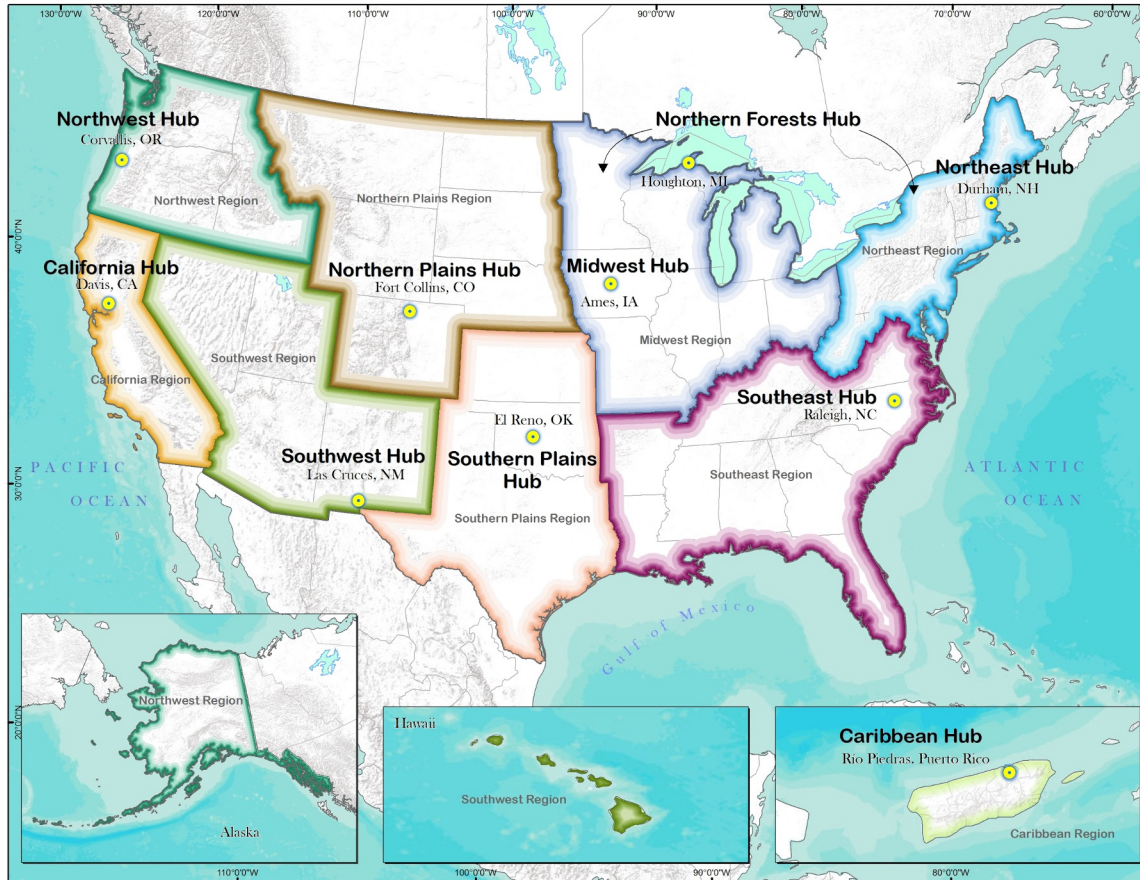 130°0'0"W
120°0'0"W
110°0'0"W
100°0'0"W
90°0'0"W
80°0'0"W
70°0'0"W
60°0'0"W
Northwest Hub
Corvallis, OR
Northwest Region
Northern Plains Region
Northern Forests Hub
Houghton, MI
Northeast Hub
Durham, NH
Northeast Region
40°0'0"N
California Hub
Davis, CA
California Region
Northern Plains Hub
Fort Collins, CO
Midwest Hub
Ames, IA
Midwest Region
Southwest Region
Southeast Hub
Raleigh, NC
Southeast Region
El Reno, OK
Southern Plains
Hub
Southern Plains Region
Southwest Hub
Las Cruces, NM
PACIFIC
OCEAN
ATLANTIC
OCEAN
30°0'0"N
Gulf of Mexico
20°0'0"N
Northwest Region
Alaska
Hawaii
Southwest Region
Caribbean Hub
Río Piedras. Puerto Rico
Caribbean Region
110°0'0"W
100°0'0"W
90°0'0"W
80°0'0"W